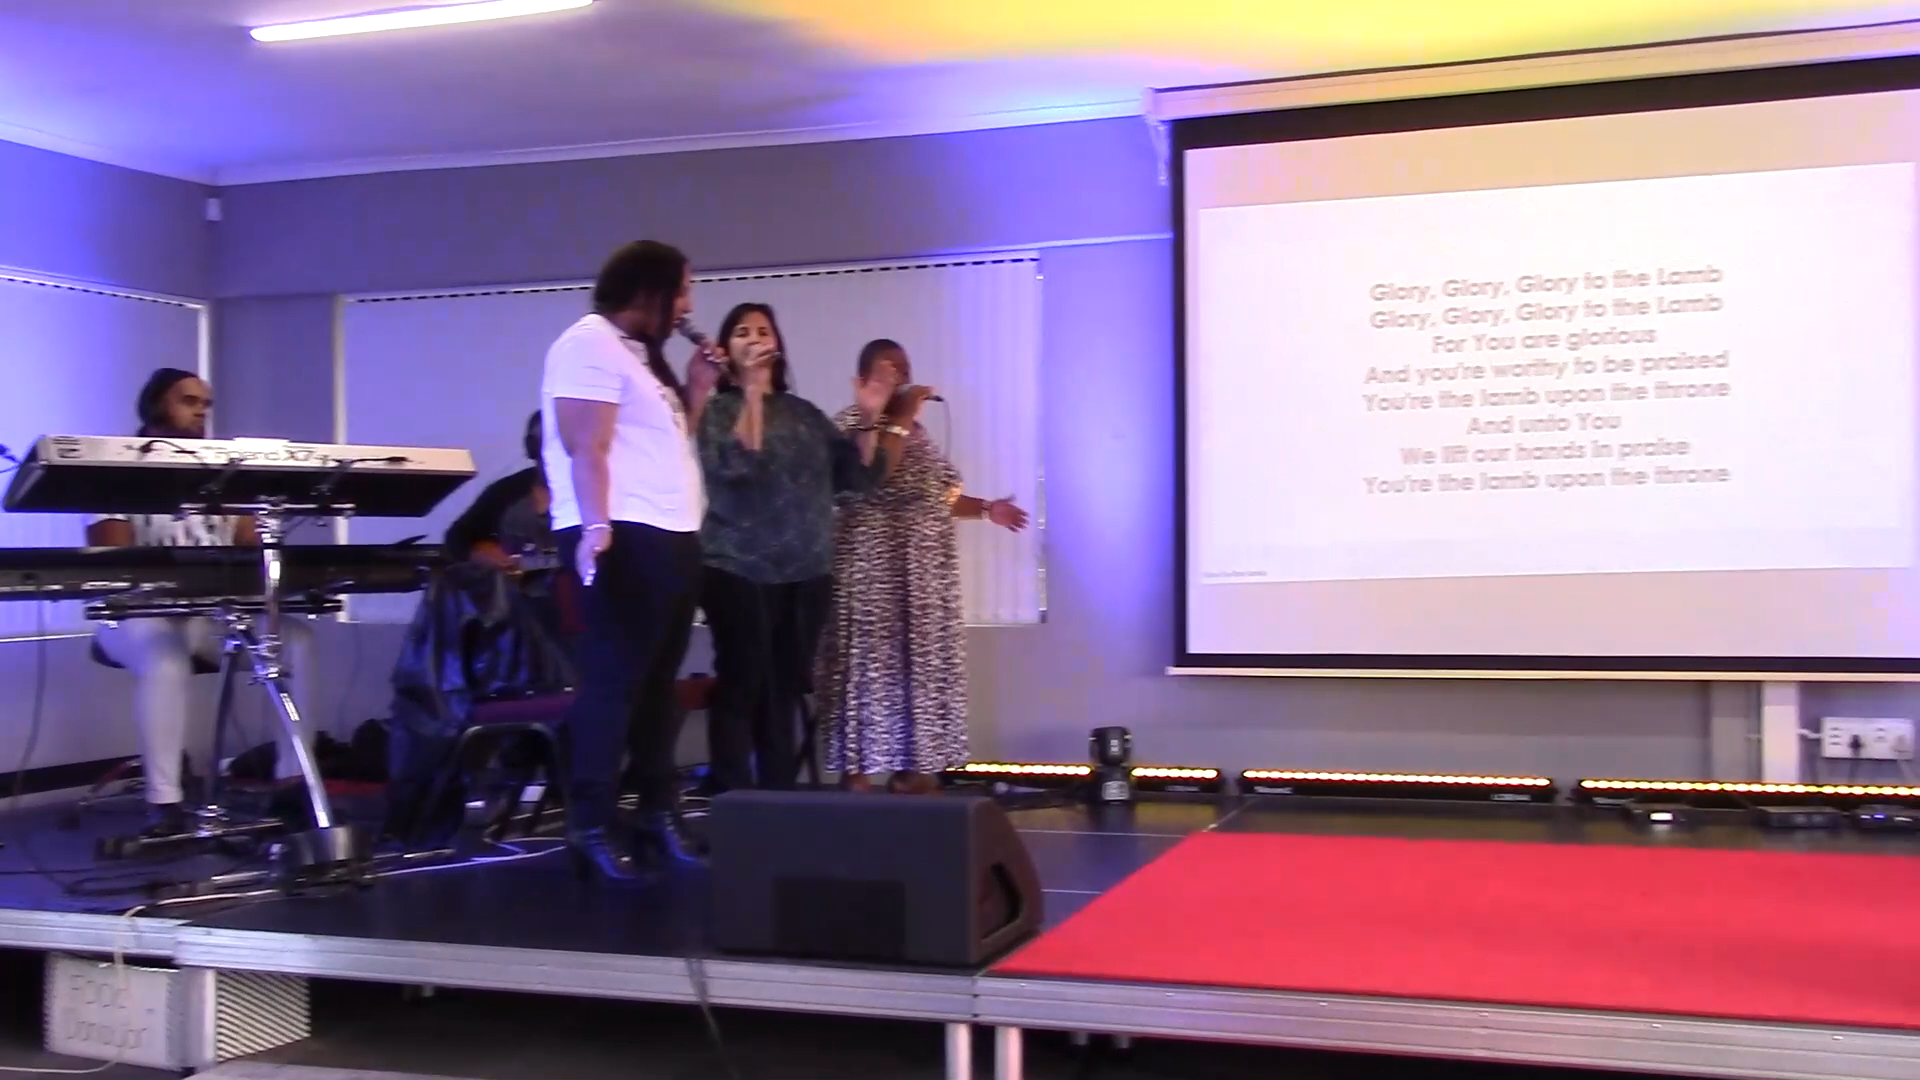 Glory, Glory, Glory to the Lamb
Glory, Glory, Glory to the Lamb
For You are glorious
And you're worthy to be praised
You're the lamb upon the throne
And unto You
We lift our hands in praise
You're the lamb upon the throne
Food